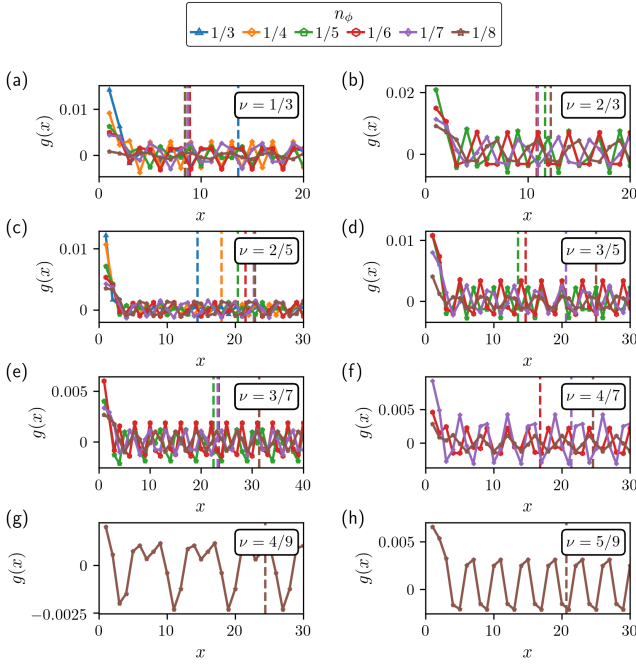 n_ϕ
1/3 1/4 1/5 1/6 1/7 1/8
(a) (b)
0.01
0
g(x)
ν = 1/3
0 10 20
x
0.02
0
g(x)
ν = 2/3
0 10 20
x
(c) (d)
0.01
0
g(x)
ν = 2/5
0 10 20 30
x
0.01
0
g(x)
ν = 3/5
0 10 20 30
x
(e) (f)
0.005
0
g(x)
ν = 3/7
0 10 20 30 40
x
0.005
0
g(x)
ν = 4/7
0 10 20 30
x
(g) (h)
0
−0.0025
g(x)
ν = 4/9
0 10 20 30
x
0.005
0
g(x)
ν = 5/9
0 10 20 30
x